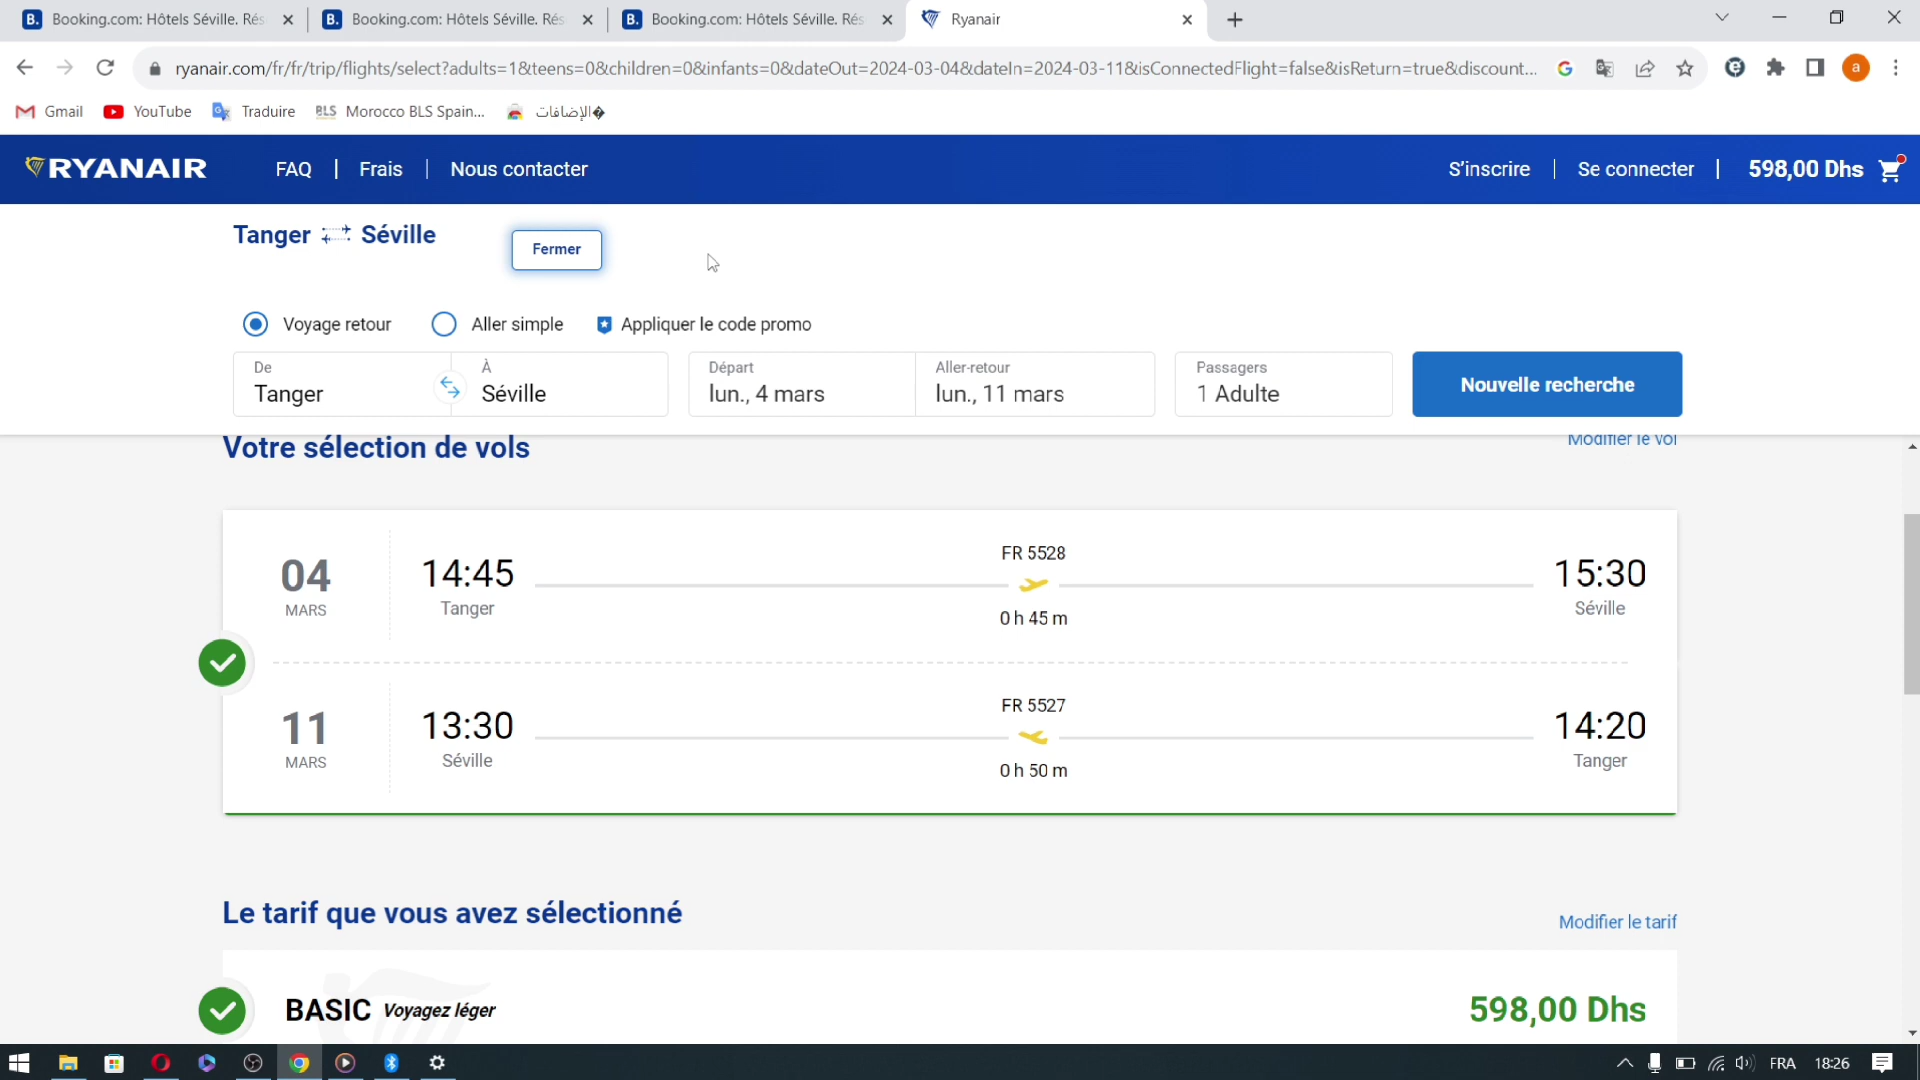 Booking.com: Hôtels Séville. Rés
Booking.com: Hôtels Séville. Rés
Booking.com: Hôtels Séville. Rés
Ryanair
ryanair.com/fr/fr/trip/flights/select?adults=1&teens=0&children=0&infants=0&dateOut=2024-03-04&dateIn=2024-03-11&isConnectedFlight=false&isReturn=true&discount...
a
Gmail
YouTube
Traduire
BLS Morocco BLS Spain...
الإضافات�
RYANAIR
FAQ
Frais
Nous contacter
S'inscrire
Se connecter
598,00 Dhs
Tanger Séville
Fermer
Voyage retour
Aller simple
Appliquer le code promo
De
Tanger
À
Séville
Départ
lun., 4 mars
Aller-retour
lun., 11 mars
Passagers
1 Adulte
Nouvelle recherche
Votre sélection de vols
Modifier le vol
04
MARS
14:45
Tanger
FR 5528
0 h 45 m
15:30
Séville
11
MARS
13:30
Séville
FR 5527
0 h 50 m
14:20
Tanger
Le tarif que vous avez sélectionné
Modifier le tarif
BASIC Voyagez léger
598,00 Dhs
FRA
18:26